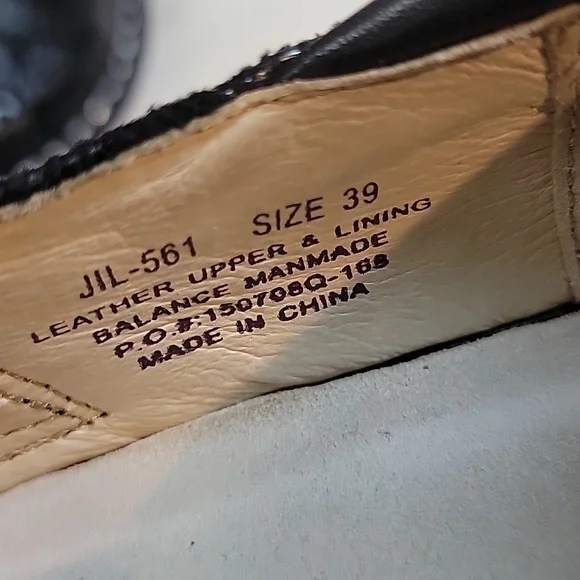 JIL-561 SIZE 39
LEATHER UPPER & LINING
BALANCE MANMADE
P.O.#:150708Q-168
MADE IN CHINA